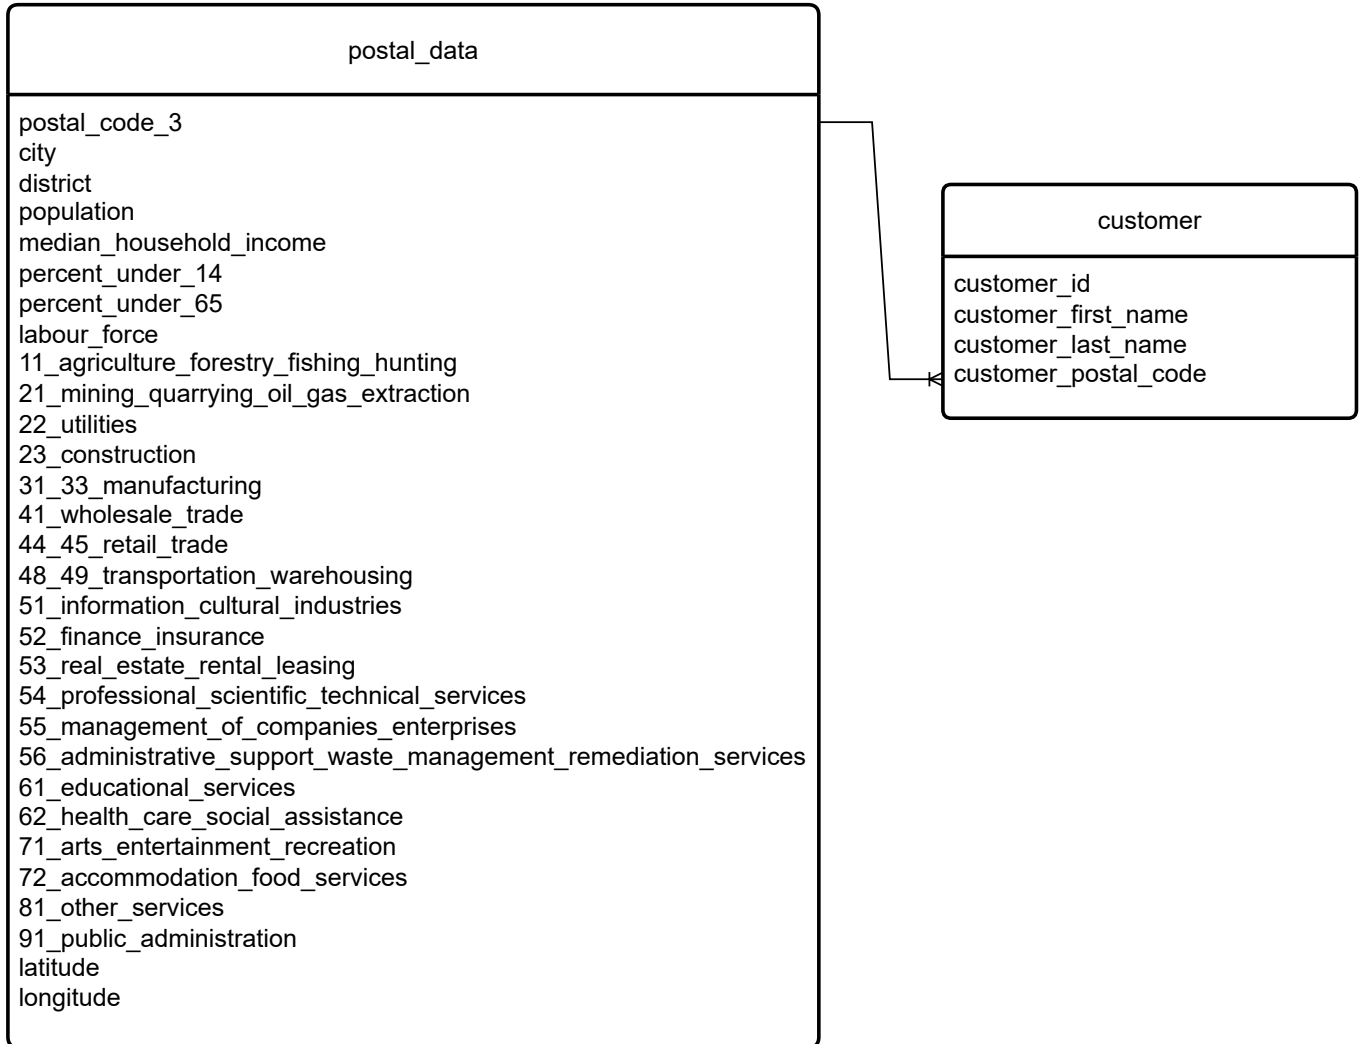 postal_data
postal_code_3
city
district
population
median_household_income
percent_under_14
percent_under_65
labour_force
11_agriculture_forestry_fishing_hunting
21_mining_quarrying_oil_gas_extraction
22_utilities
23_construction
31_33_manufacturing
41_wholesale_trade
44_45_retail_trade
48_49_transportation_warehousing
51_information_cultural_industries
52_finance_insurance
53_real_estate_rental_leasing
54_professional_scientific_technical_services
55_management_of_companies_enterprises
56_administrative_support_waste_management_remediation_services
61_educational_services
62_health_care_social_assistance
71_arts_entertainment_recreation
72_accommodation_food_services
81_other_services
91_public_administration
latitude
longitude
customer
customer_id
customer_first_name
customer_last_name
customer_postal_code